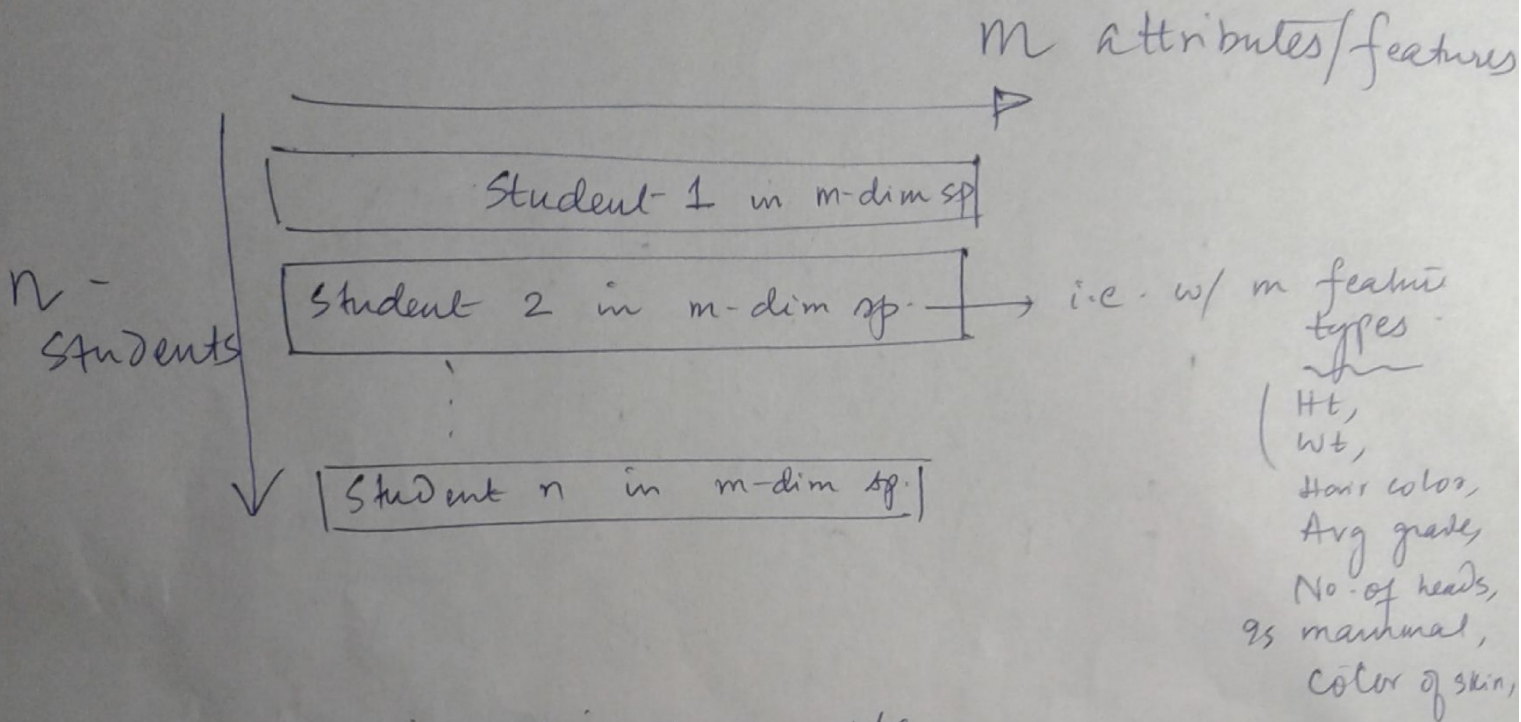 m attributes/features
Student 1 in m-dim sp
n -
students
Student 2 in m-dim sp. → i.e. w/ m feature
types
Ht,
Wt,
Hair color,
Avg grade,
Student n in m-dim sp.
No. of heads,
Is mammal,
Color of skin,